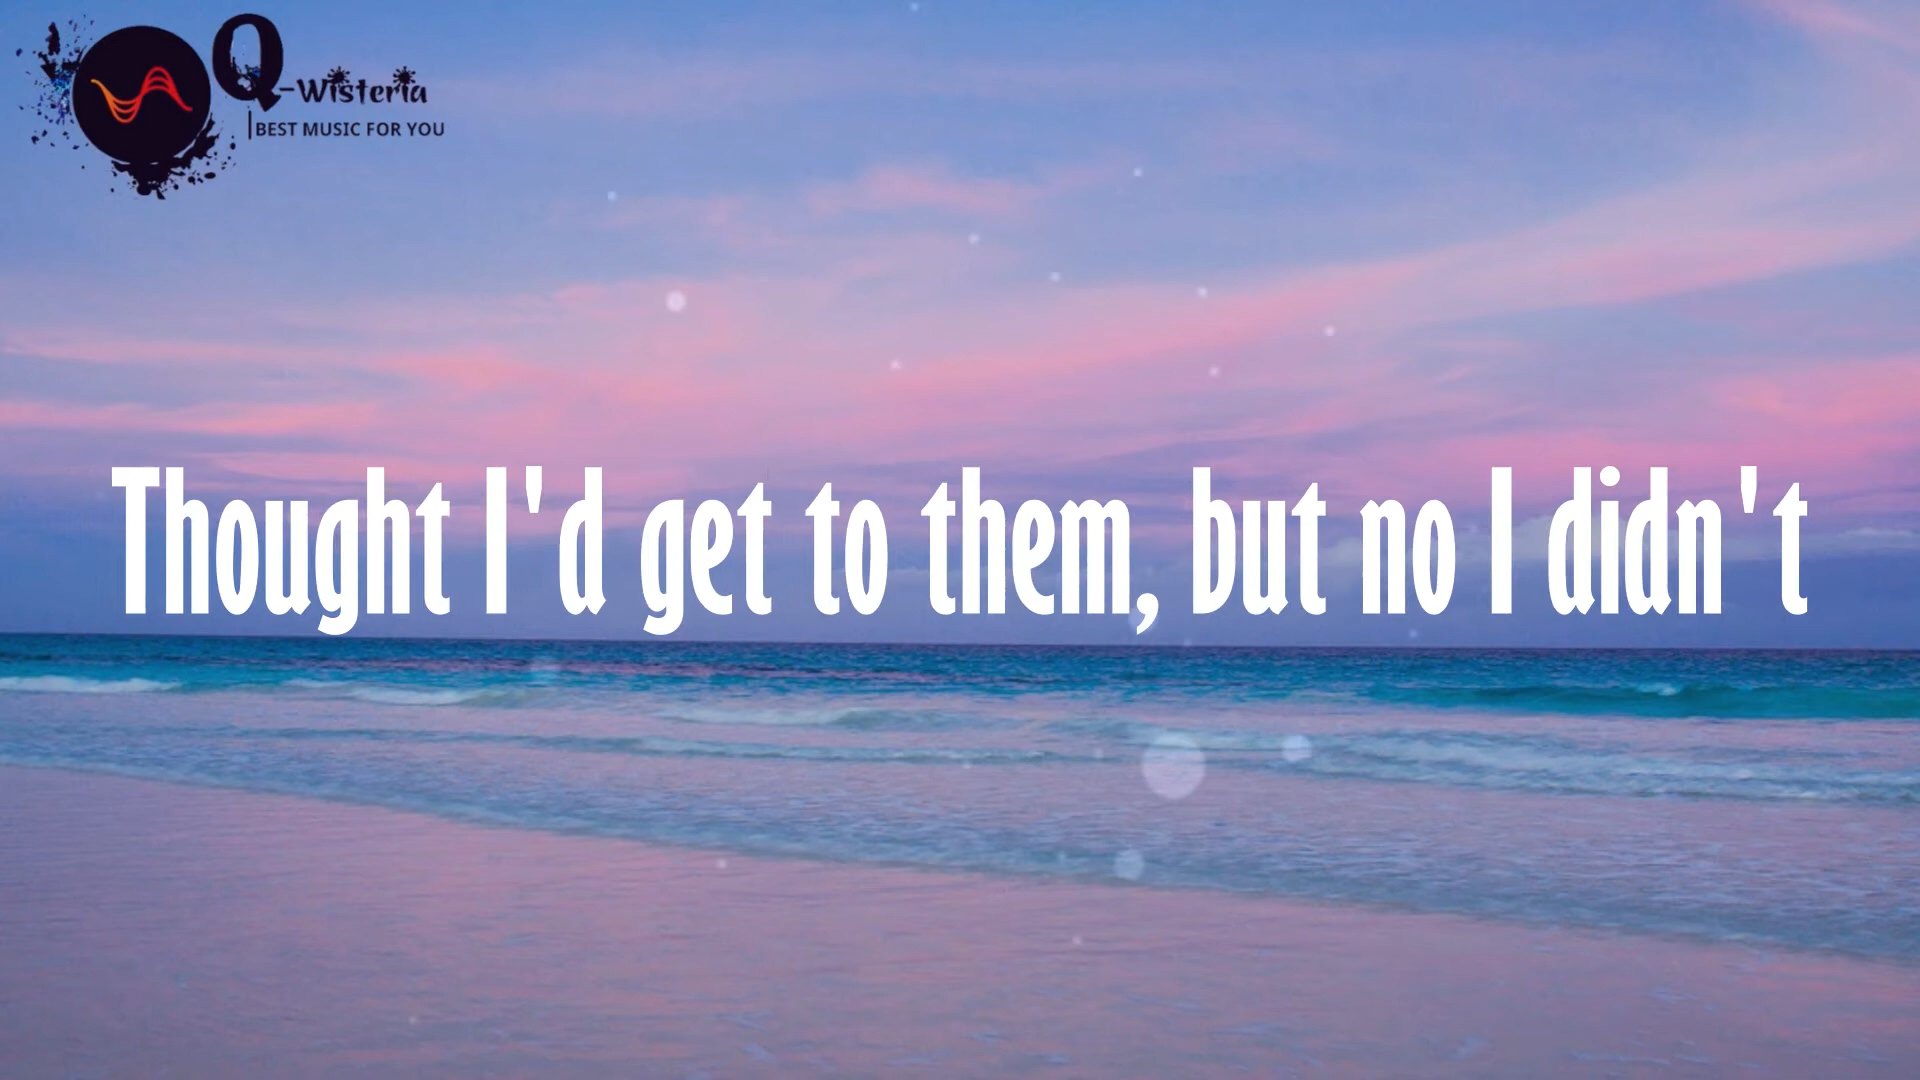 Q-Wisteria
BEST MUSIC FOR YOU
Thought I'd get to them, but no I didn't